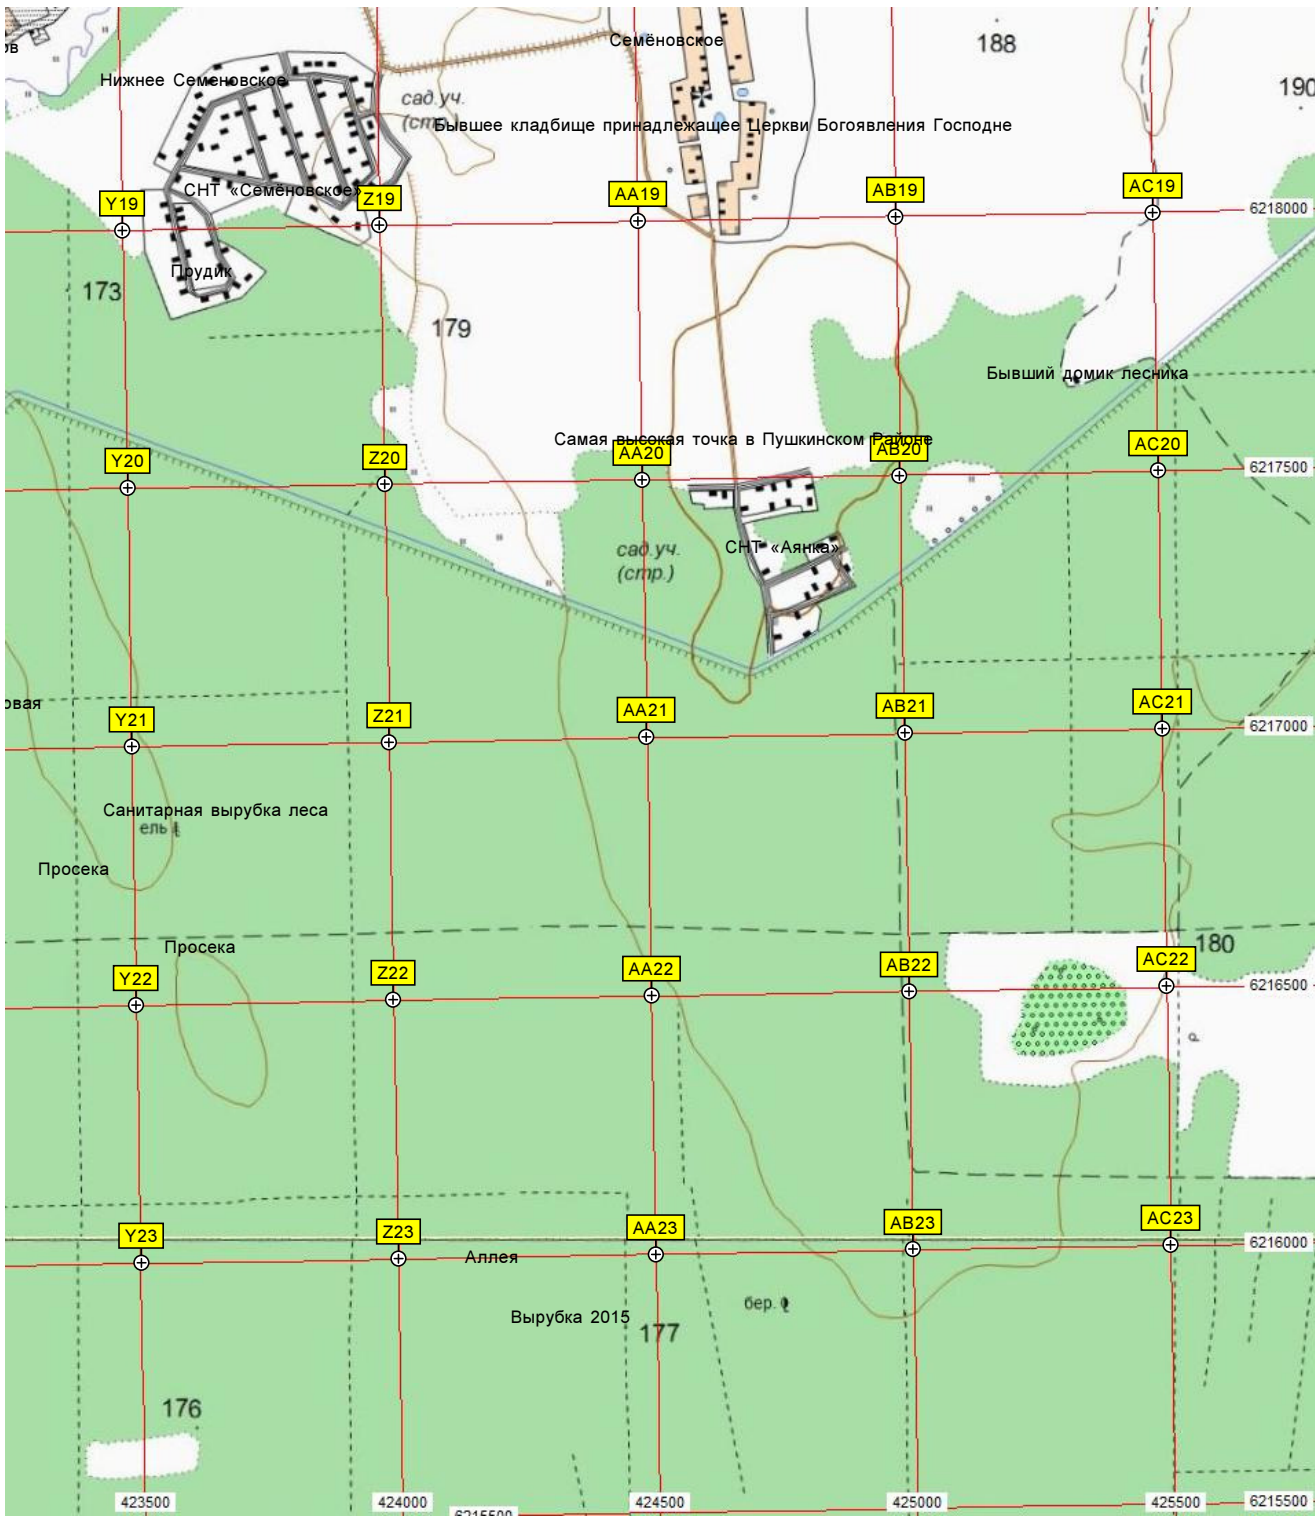 ов
Семёновское
188
Нижнее Семеновское
190
сад.уч.
(стр.)
Бывшее кладбище принадлежащее Церкви Богоявления Господне
СНТ «Семёновское»
Y19
Z19
AA19
AB19
AC19
6218000
Прудик
173
179
Бывший домик лесника
Самая высокая точка в Пушкинском Районе
Y20
Z20
AA20
AB20
AC20
6217500
сад.уч.
(стр.)
СНТ «Аянка»
овая
Y21
Z21
AA21
AB21
AC21
6217000
Санитарная вырубка леса
ель
Просека
Просека
180
Y22
Z22
AA22
AB22
AC22
6216500
Y23
Z23
AA23
AB23
AC23
6216000
Аллея
бер.
Вырубка 2015
177
176
423500
424000
424500
425000
425500
6215500
6215500